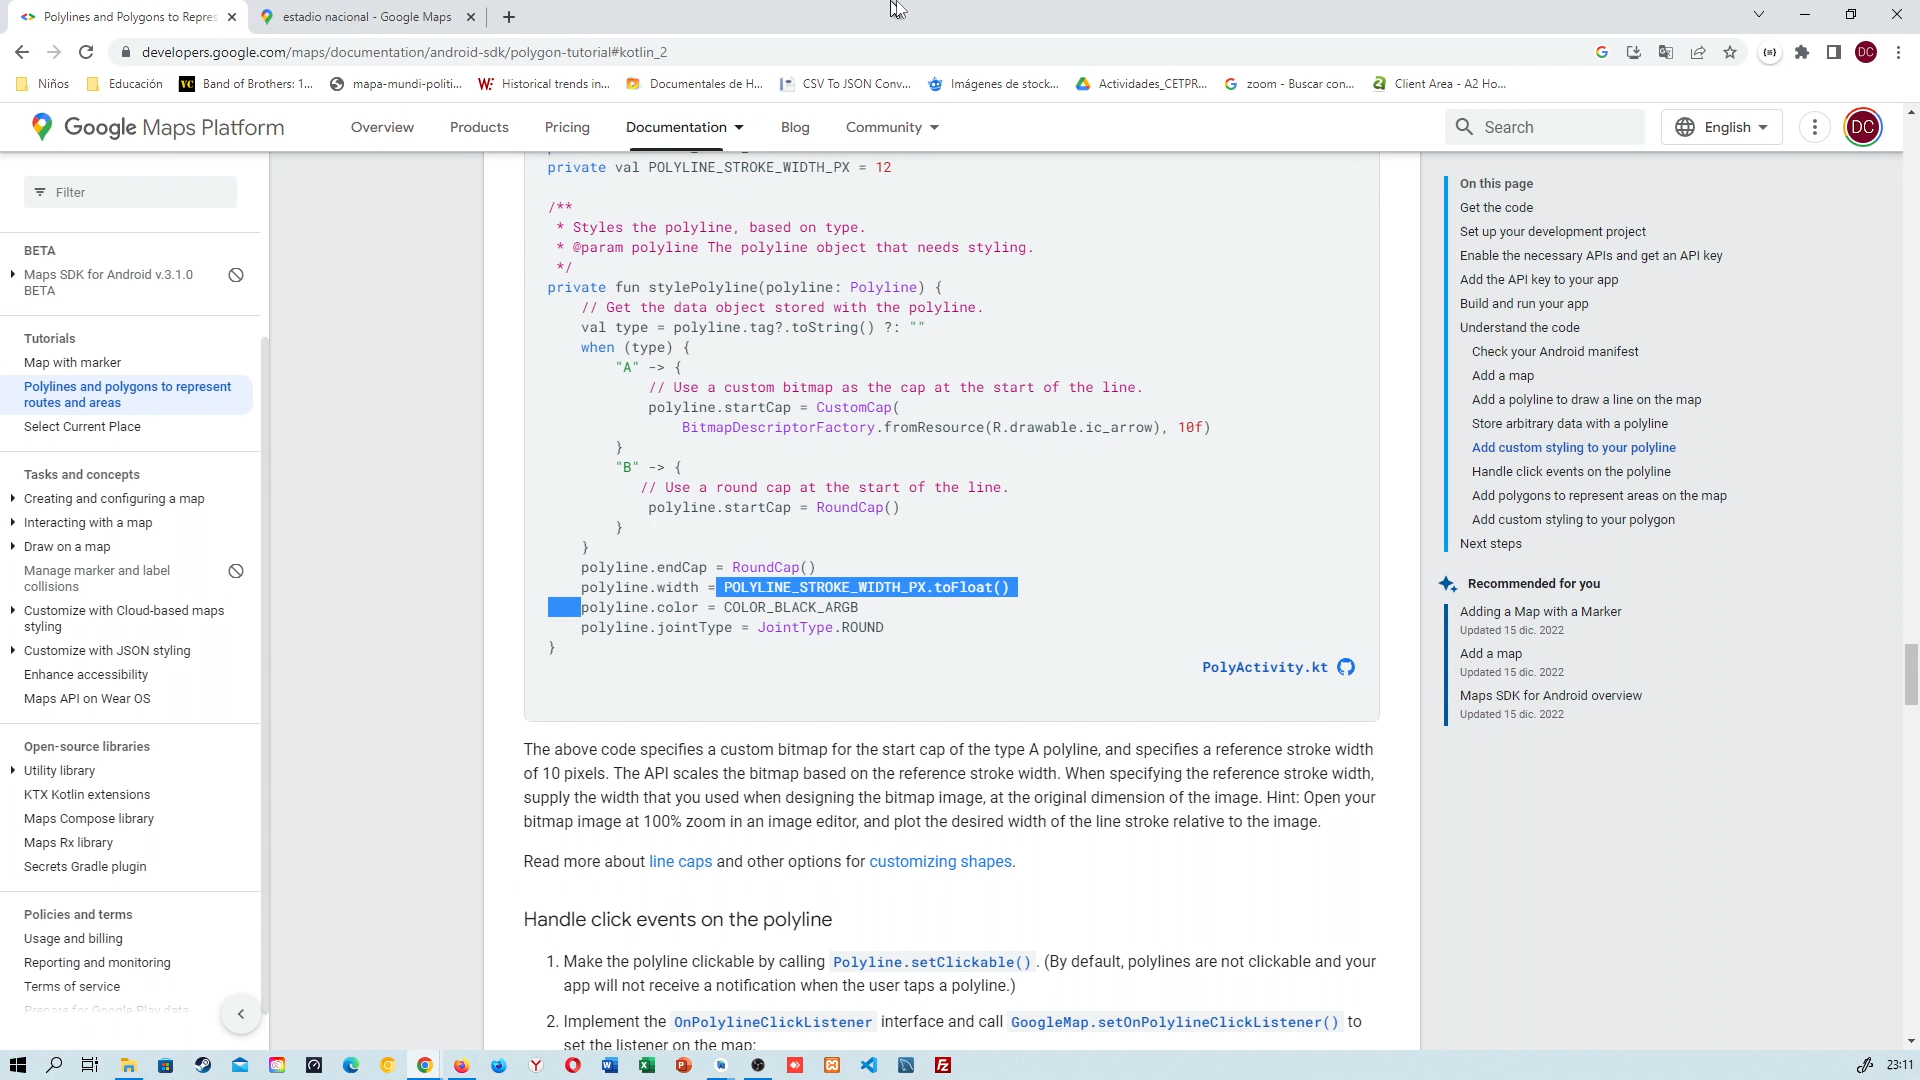 Polylines and Polygons to Repres
estadio nacional - Google Maps
developers.google.com/maps/documentation/android-sdk/polygon-tutorial#kotlin_2
DC
Niños
Educación
Band of Brothers: 1...
mapa-mundi-politi...
Historical trends in...
Documentales de H...
CSV To JSON Conv...
Imágenes de stock...
Actividades_CETPR...
zoom - Buscar con...
Client Area - A2 Ho...
Google Maps Platform
Overview
Products
Pricing
Documentation
Blog
Community
Search
English
DC
Filter
BETA
Maps SDK for Android v.3.1.0
BETA
Tutorials
Map with marker
Polylines and polygons to represent
routes and areas
Select Current Place
Tasks and concepts
Creating and configuring a map
Interacting with a map
Draw on a map
Manage marker and label
collisions
Customize with Cloud-based maps
styling
Customize with JSON styling
Enhance accessibility
Maps API on Wear OS
Open-source libraries
Utility library
KTX Kotlin extensions
Maps Compose library
Maps Rx library
Secrets Gradle plugin
Policies and terms
Usage and billing
Reporting and monitoring
Terms of service
Prepare for Google Play data
private val POLYLINE_STROKE_WIDTH_PX = 12
/**
* Styles the polyline, based on type.
* @param polyline The polyline object that needs styling.
*/
private fun stylePolyline(polyline: Polyline) {
// Get the data object stored with the polyline.
val type = polyline.tag?.toString() ?: ""
when (type) {
"A" -> {
// Use a custom bitmap as the cap at the start of the line.
polyline.startCap = CustomCap(
BitmapDescriptorFactory.fromResource(R.drawable.ic_arrow), 10f)
}
"B" -> {
// Use a round cap at the start of the line.
polyline.startCap = RoundCap()
}
}
polyline.endCap = RoundCap()
polyline.width = POLYLINE_STROKE_WIDTH_PX.toFloat()
polyline.color = COLOR_BLACK_ARGB
polyline.jointType = JointType.ROUND
}
PolyActivity.kt
The above code specifies a custom bitmap for the start cap of the type A polyline, and specifies a reference stroke width
of 10 pixels. The API scales the bitmap based on the reference stroke width. When specifying the reference stroke width,
supply the width that you used when designing the bitmap image, at the original dimension of the image. Hint: Open your
bitmap image at 100% zoom in an image editor, and plot the desired width of the line stroke relative to the image.
Read more about line caps and other options for customizing shapes.
Handle click events on the polyline
1. Make the polyline clickable by calling Polyline.setClickable() . (By default, polylines are not clickable and your
app will not receive a notification when the user taps a polyline.)
2. Implement the OnPolylineClickListener interface and call GoogleMap.setOnPolylineClickListener() to
set the listener on the map:
On this page
Get the code
Set up your development project
Enable the necessary APIs and get an API key
Add the API key to your app
Build and run your app
Understand the code
Check your Android manifest
Add a map
Add a polyline to draw a line on the map
Store arbitrary data with a polyline
Add custom styling to your polyline
Handle click events on the polyline
Add polygons to represent areas on the map
Add custom styling to your polygon
Next steps
Recommended for you
Adding a Map with a Marker
Updated 15 dic. 2022
Add a map
Updated 15 dic. 2022
Maps SDK for Android overview
Updated 15 dic. 2022
23:11